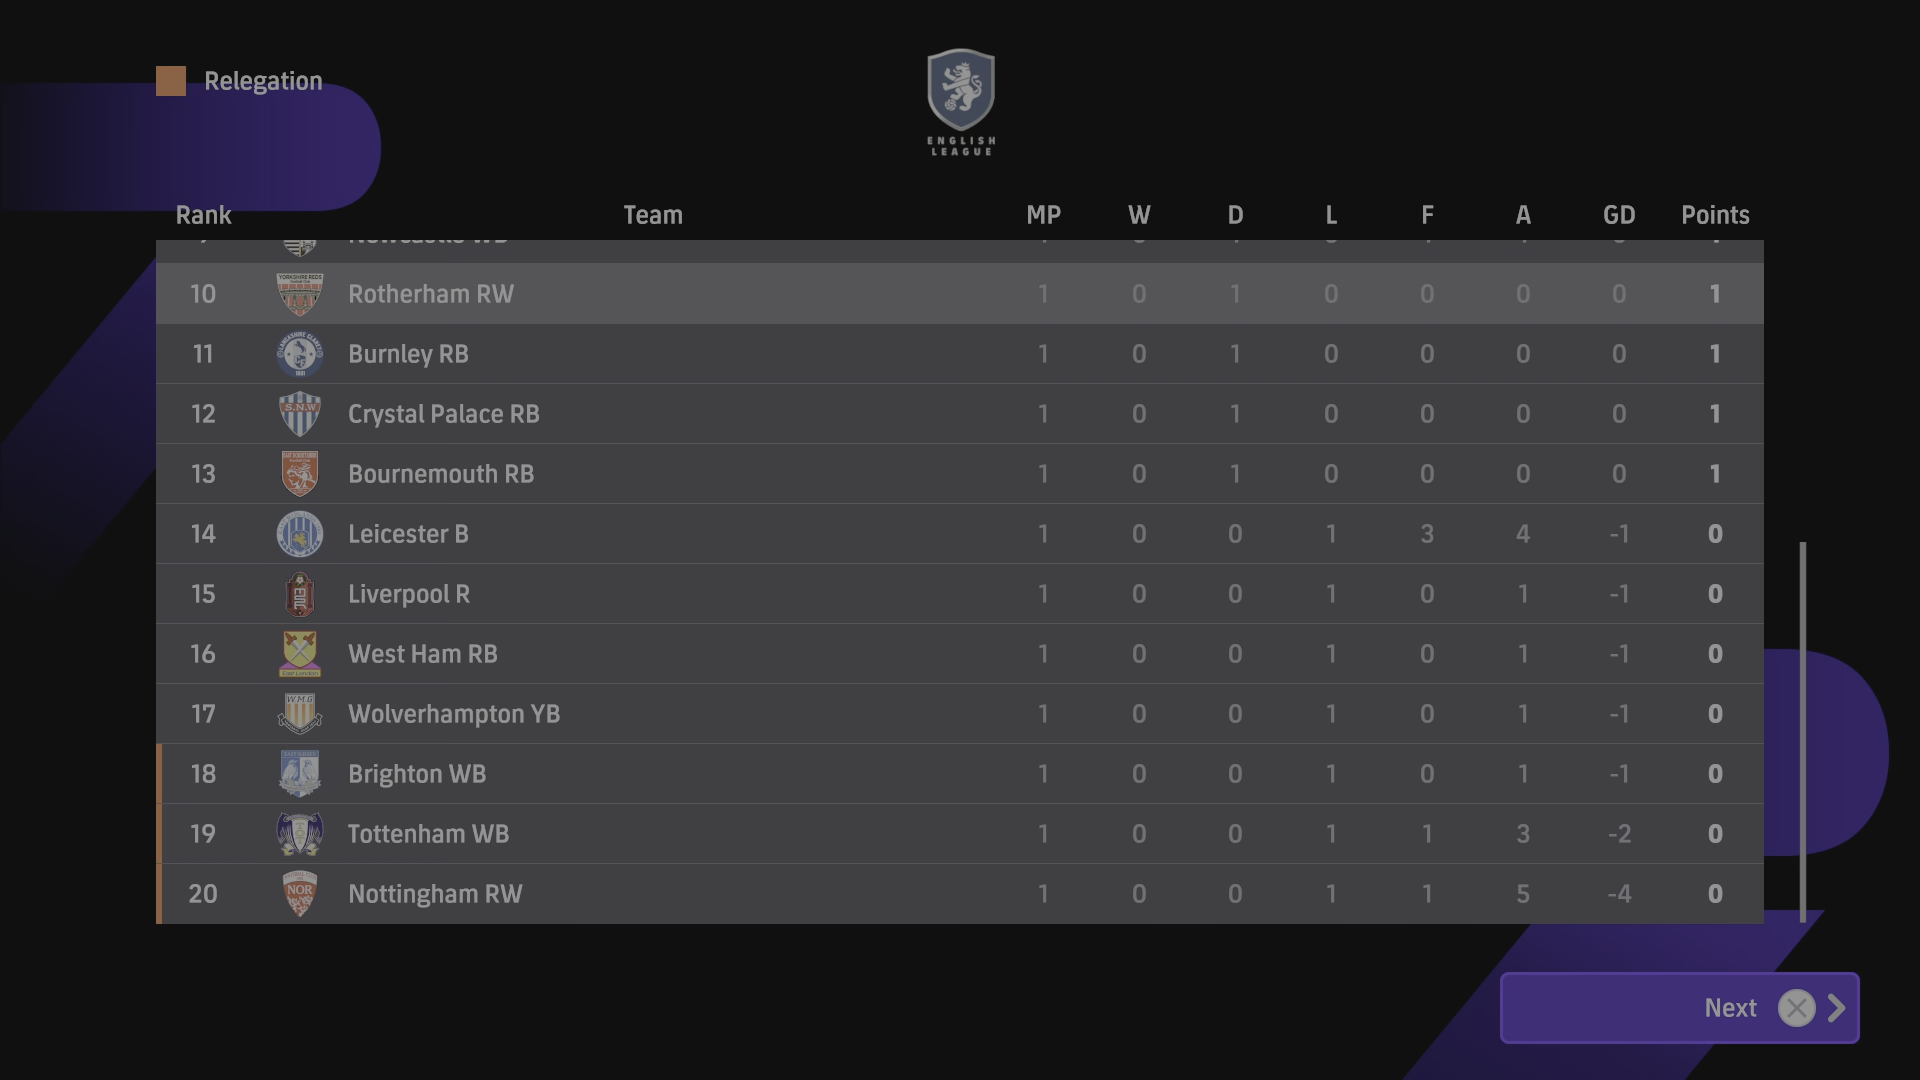 Relegation
ENGLISH
LEAGUE
Rank Team MP W D L F A GD Points
10 Rotherham RW 1 0 1 0 0 0 0 1
11 Burnley RB 1 0 1 0 0 0 0 1
12 Crystal Palace RB 1 0 1 0 0 0 0 1
13 Bournemouth RB 1 0 1 0 0 0 0 1
14 Leicester B 1 0 0 1 3 4 -1 0
15 Liverpool R 1 0 0 1 0 1 -1 0
16 West Ham RB 1 0 0 1 0 1 -1 0
17 Wolverhampton YB 1 0 0 1 0 1 -1 0
18 Brighton WB 1 0 0 1 0 1 -1 0
19 Tottenham WB 1 0 0 1 1 3 -2 0
20 Nottingham RW 1 0 0 1 1 5 -4 0
YORKSHIRE REDS
S.N.W
W.M.G
East London
NOR
Next